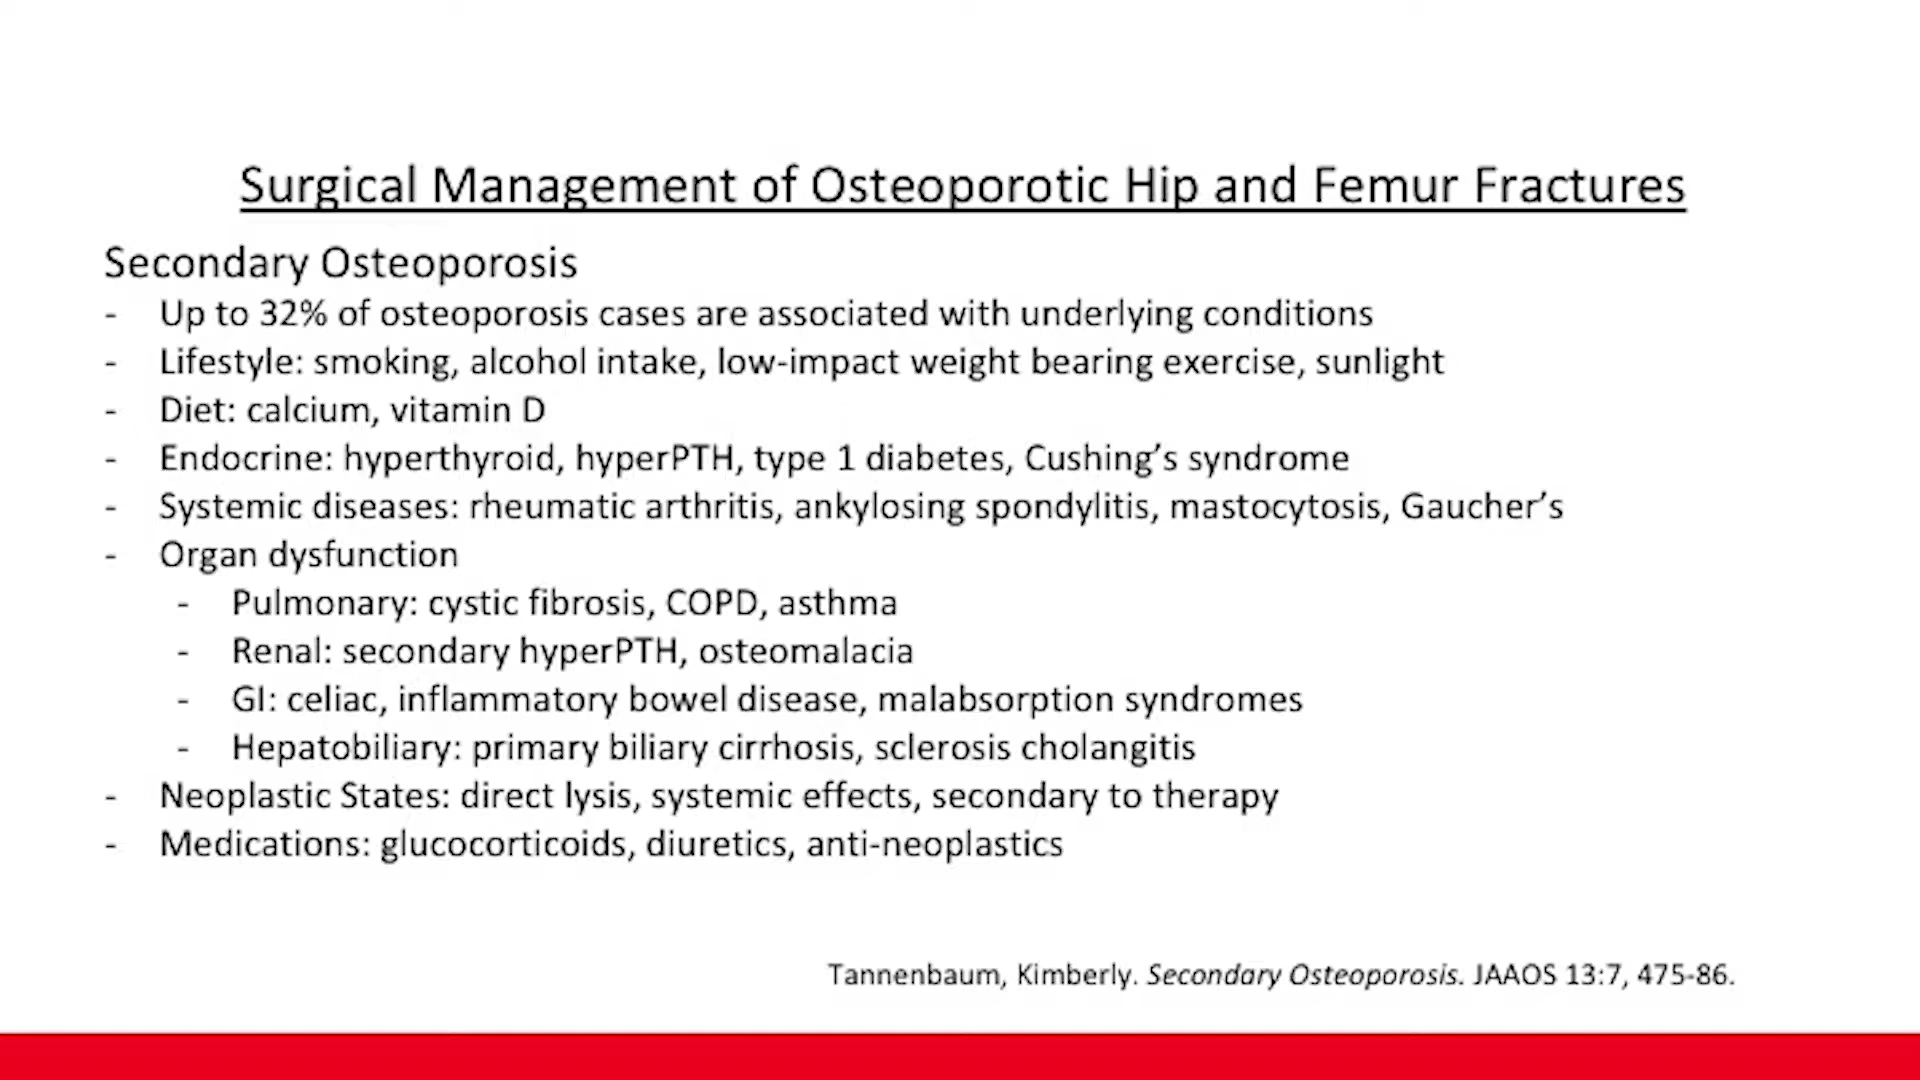 Surgical Management of Osteoporotic Hip and Femur Fractures
Secondary Osteoporosis
- Up to 32% of osteoporosis cases are associated with underlying conditions
- Lifestyle: smoking, alcohol intake, low-impact weight bearing exercise, sunlight
- Diet: calcium, vitamin D
- Endocrine: hyperthyroid, hyperPTH, type 1 diabetes, Cushing’s syndrome
- Systemic diseases: rheumatic arthritis, ankylosing spondylitis, mastocytosis, Gaucher’s
- Organ dysfunction
- Pulmonary: cystic fibrosis, COPD, asthma
- Renal: secondary hyperPTH, osteomalacia
- GI: celiac, inflammatory bowel disease, malabsorption syndromes
- Hepatobiliary: primary biliary cirrhosis, sclerosis cholangitis
- Neoplastic States: direct lysis, systemic effects, secondary to therapy
- Medications: glucocorticoids, diuretics, anti-neoplastics
Tannenbaum, Kimberly. Secondary Osteoporosis. JAAOS 13:7, 475-86.